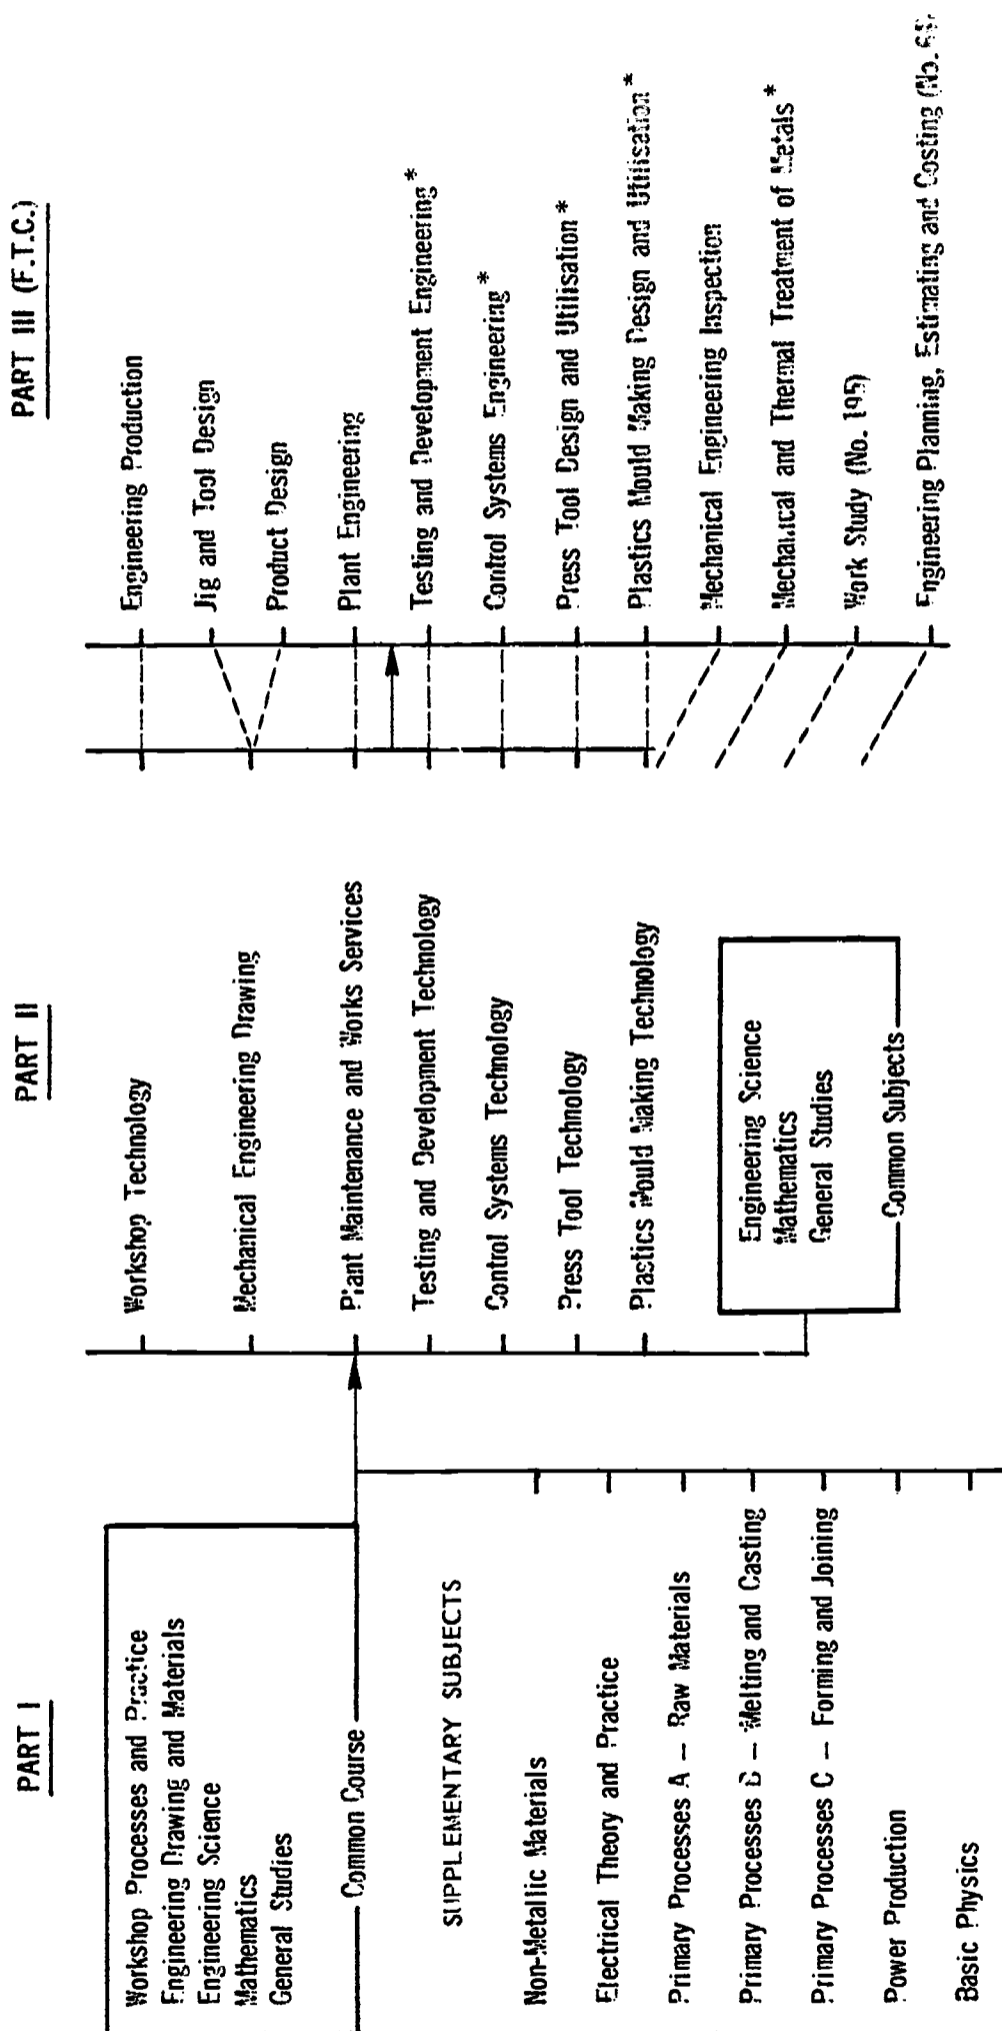 PART I
Workshop Processes and Practice
Engineering Drawing and Materials
Engineering Science
Mathematics
General Studies
Common Course
SUPPLEMENTARY SUBJECTS
Non-Metallic Materials
Electrical Theory and Practice
Primary Processes A — Raw Materials
Primary Processes B — Melting and Casting
Primary Processes C — Forming and Joining
Power Production
Basic Physics
PART II
Workshop Technology
Mechanical Engineering Drawing
Plant Maintenance and Works Services
Testing and Development Technology
Control Systems Technology
Press Tool Technology
Plastics Mould Making Technology
Engineering Science
Mathematics
General Studies
Common Subjects
PART III (F.T.C.)
Engineering Production
Jig and Tool Design
Product Design
Plant Engineering
Testing and Development Engineering*
Control Systems Engineering*
Press Tool Design and Utilisation*
Plastics Mould Making Design and Utilisation*
Mechanical Engineering Inspection
Mechanical and Thermal Treatment of Metals*
Work Study (No. 195)
Engineering Planning, Estimating and Costing (No.